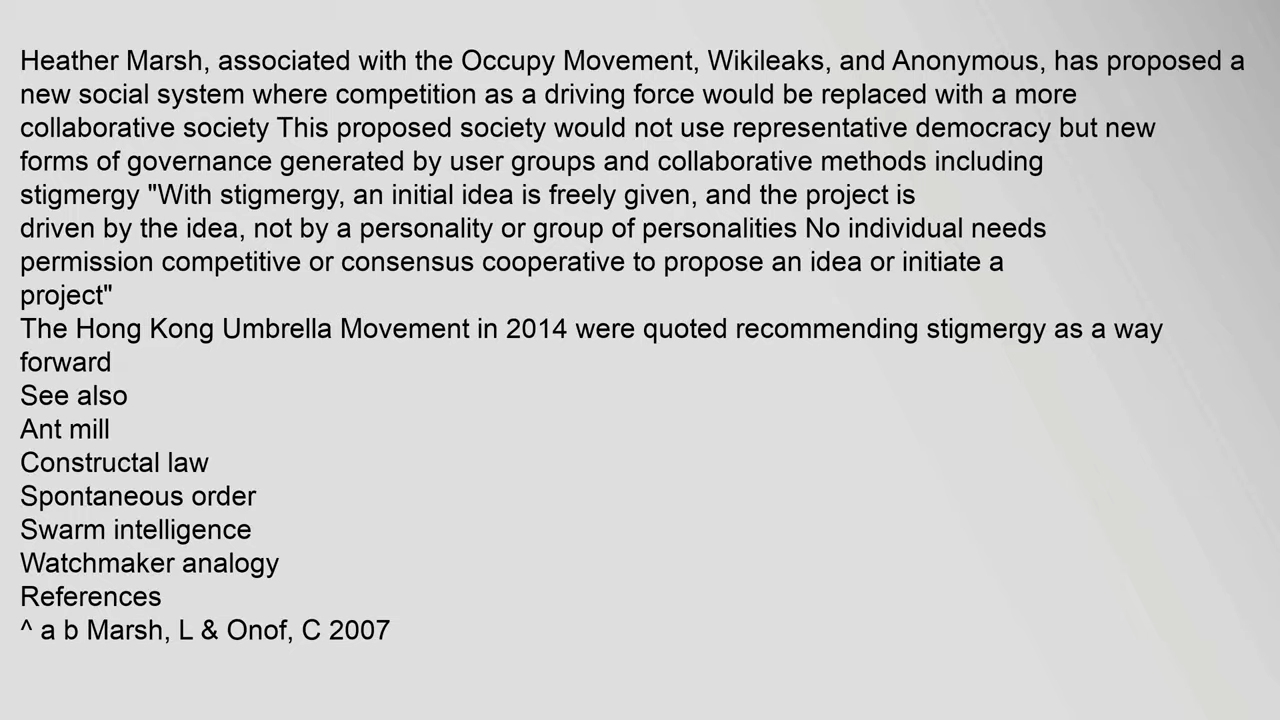 Heather Marsh, associated with the Occupy Movement, Wikileaks, and Anonymous, has proposed a
new social system where competition as a driving force would be replaced with a more
collaborative society This proposed society would not use representative democracy but new
forms of governance generated by user groups and collaborative methods including
stigmergy "With stigmergy, an initial idea is freely given, and the project is
driven by the idea, not by a personality or group of personalities No individual needs
permission competitive or consensus cooperative to propose an idea or initiate a
project"
The Hong Kong Umbrella Movement in 2014 were quoted recommending stigmergy as a way
forward
See also
Ant mill
Constructal law
Spontaneous order
Swarm intelligence
Watchmaker analogy
References
^ a b Marsh, L & Onof, C 2007